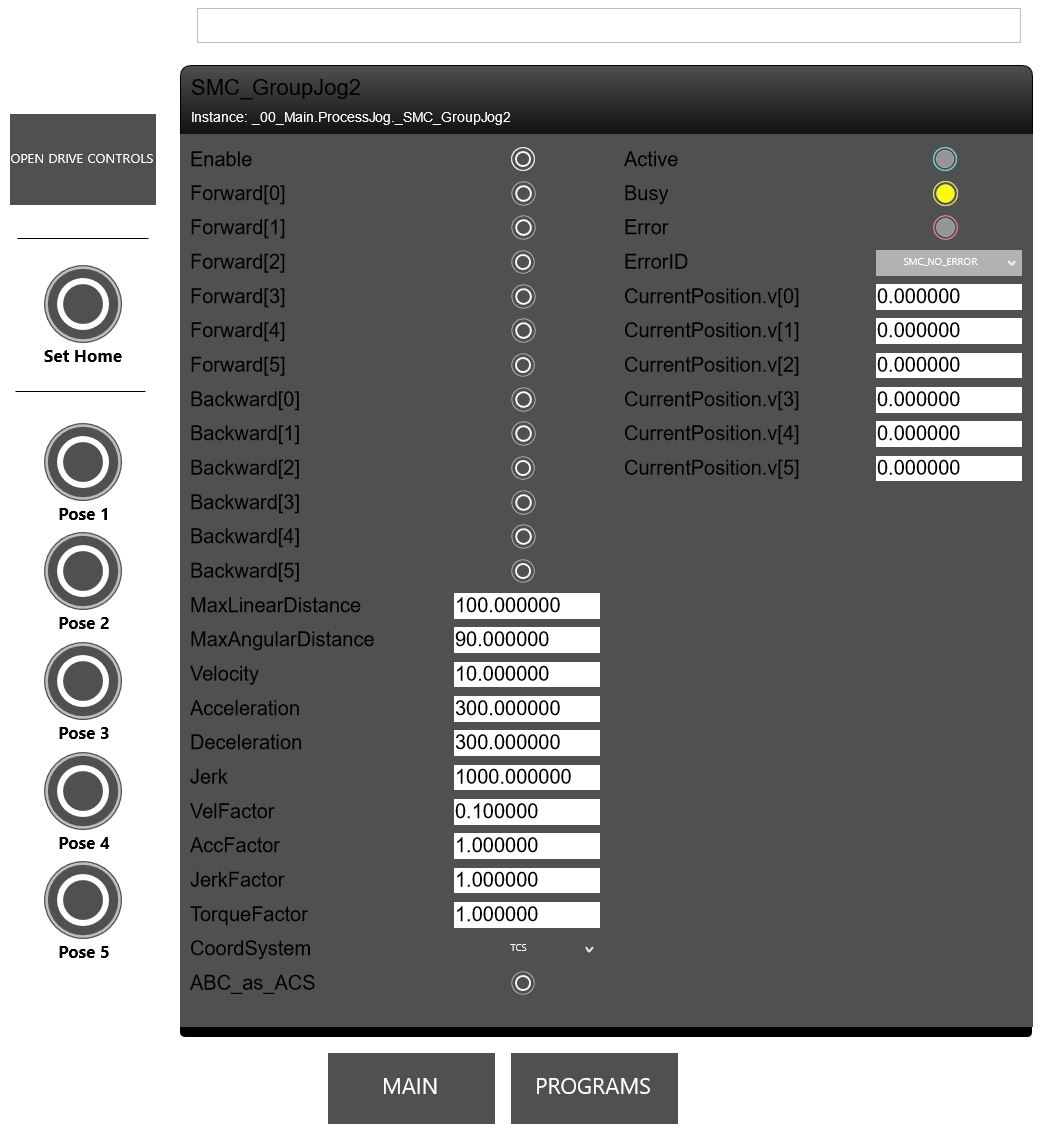 SMC_GroupJog2
Instance: _00_Main.ProcessJog._SMC_GroupJog2
OPEN DRIVE CONTROLS
Set Home
Pose 1
Pose 2
Pose 3
Pose 4
Pose 5
Enable
Forward[0]
Forward[1]
Forward[2]
Forward[3]
Forward[4]
Forward[5]
Backward[0]
Backward[1]
Backward[2]
Backward[3]
Backward[4]
Backward[5]
MaxLinearDistance 100.000000
MaxAngularDistance 90.000000
Velocity 10.000000
Acceleration 300.000000
Deceleration 300.000000
Jerk 1000.000000
VelFactor 0.100000
AccFactor 1.000000
JerkFactor 1.000000
TorqueFactor 1.000000
CoordSystem TCS
ABC_as_ACS
Active
Busy
Error
ErrorID SMC_NO_ERROR
CurrentPosition.v[0] 0.000000
CurrentPosition.v[1] 0.000000
CurrentPosition.v[2] 0.000000
CurrentPosition.v[3] 0.000000
CurrentPosition.v[4] 0.000000
CurrentPosition.v[5] 0.000000
MAIN PROGRAMS